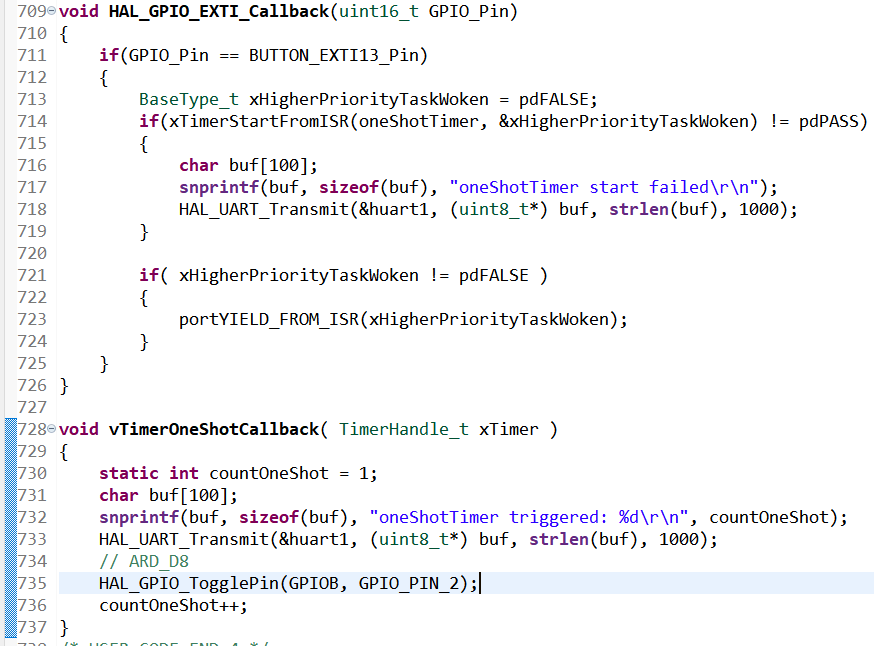 709 void HAL_GPIO_EXTI_Callback(uint16_t GPIO_Pin)
710 {
711     if(GPIO_Pin == BUTTON_EXTI13_Pin)
712     {
713         BaseType_t xHigherPriorityTaskWoken = pdFALSE;
714         if(xTimerStartFromISR(oneShotTimer, &xHigherPriorityTaskWoken) != pdPASS)
715         {
716             char buf[100];
717             snprintf(buf, sizeof(buf), "oneShotTimer start failed\r\n");
718             HAL_UART_Transmit(&huart1, (uint8_t*) buf, strlen(buf), 1000);
719         }
720
721         if( xHigherPriorityTaskWoken != pdFALSE )
722         {
723             portYIELD_FROM_ISR(xHigherPriorityTaskWoken);
724         }
725     }
726 }
727
728 void vTimerOneShotCallback( TimerHandle_t xTimer )
729 {
730     static int countOneShot = 1;
731     char buf[100];
732     snprintf(buf, sizeof(buf), "oneShotTimer triggered: %d\r\n", countOneShot);
733     HAL_UART_Transmit(&huart1, (uint8_t*) buf, strlen(buf), 1000);
734     // ARD_D8
735     HAL_GPIO_TogglePin(GPIOB, GPIO_PIN_2);
736     countOneShot++;
737 }
738 /* USER CODE END 4 */